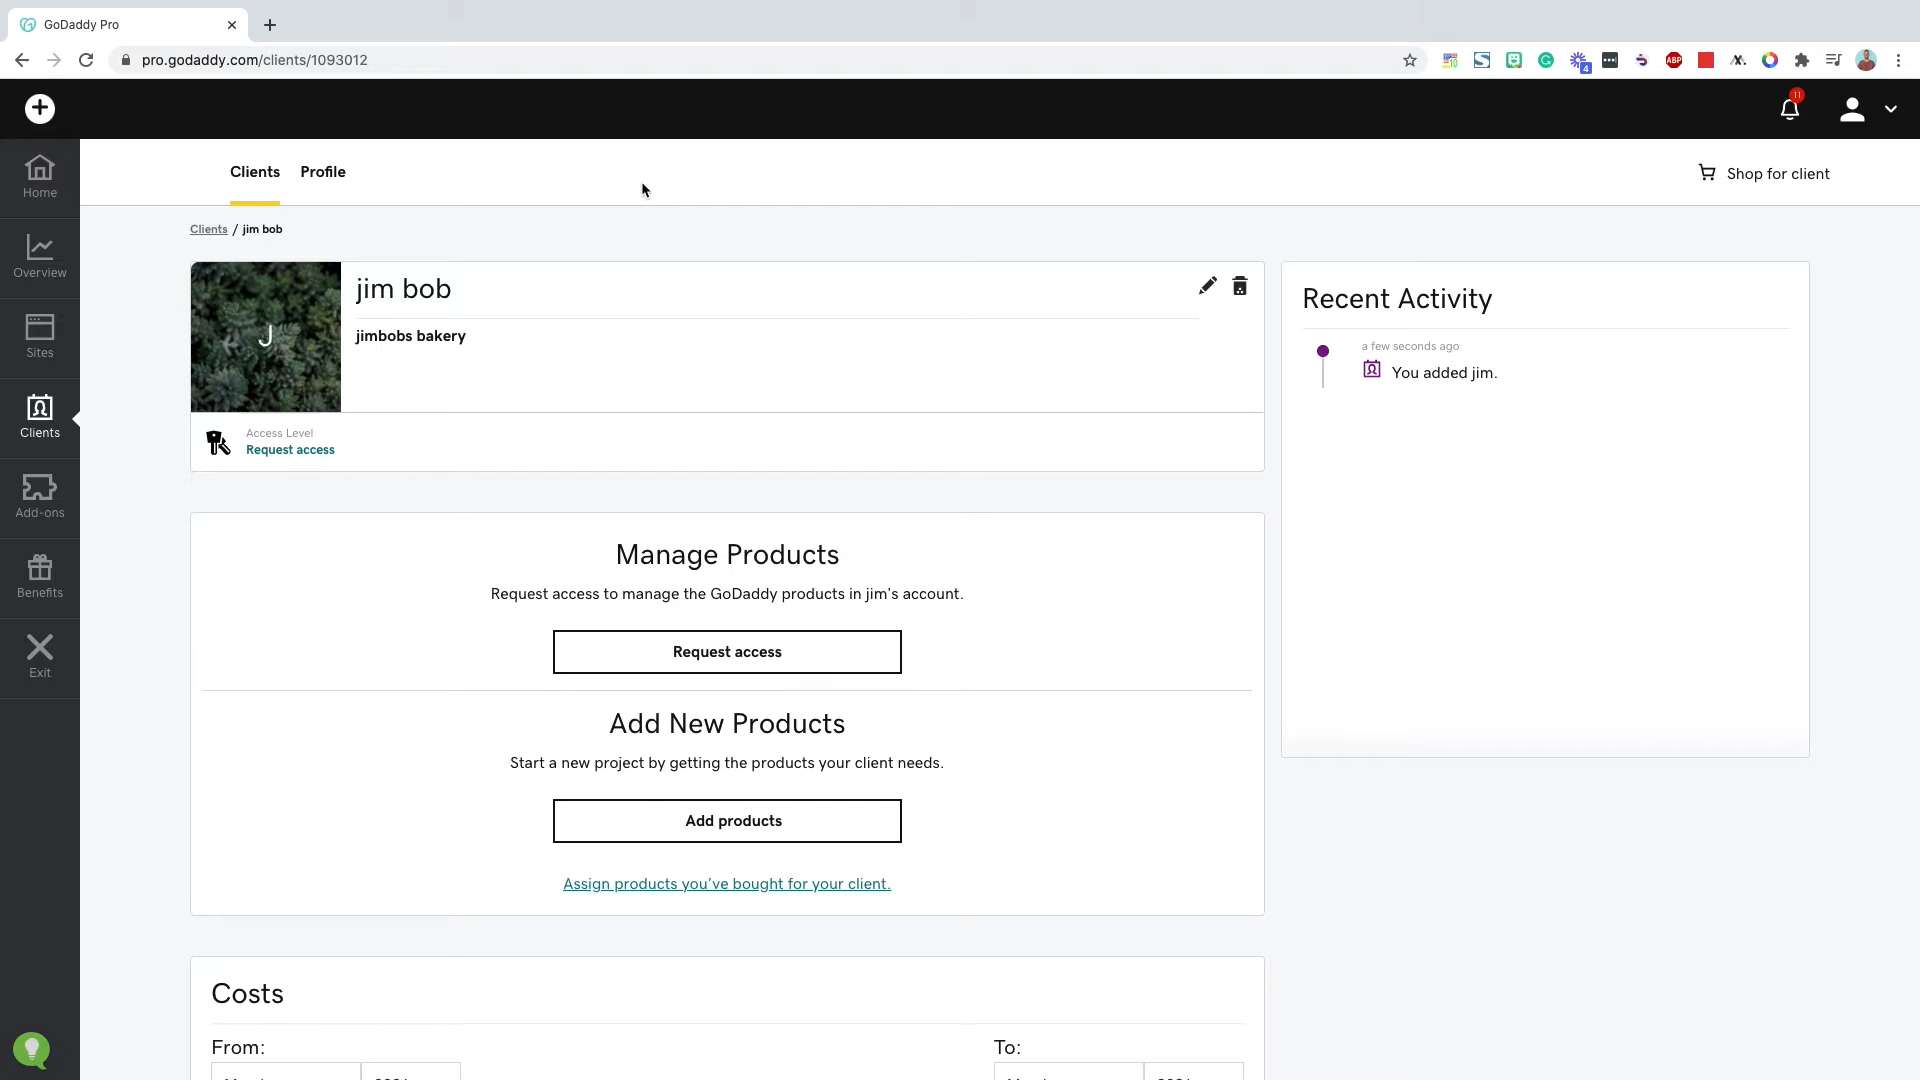 GoDaddy Pro
pro.godaddy.com/clients/1093012
10
4
ABP
11
Home
Overview
Sites
Clients
Add-ons
Benefits
Exit
Clients Profile
Shop for client
Clients / jim bob
J
jim bob
jimbobs bakery
Access Level
Request access
Recent Activity
a few seconds ago
You added jim.
Manage Products
Request access to manage the GoDaddy products in jim's account.
Request access
Add New Products
Start a new project by getting the products your client needs.
Add products
Assign products you've bought for your client.
Costs
From:
To: